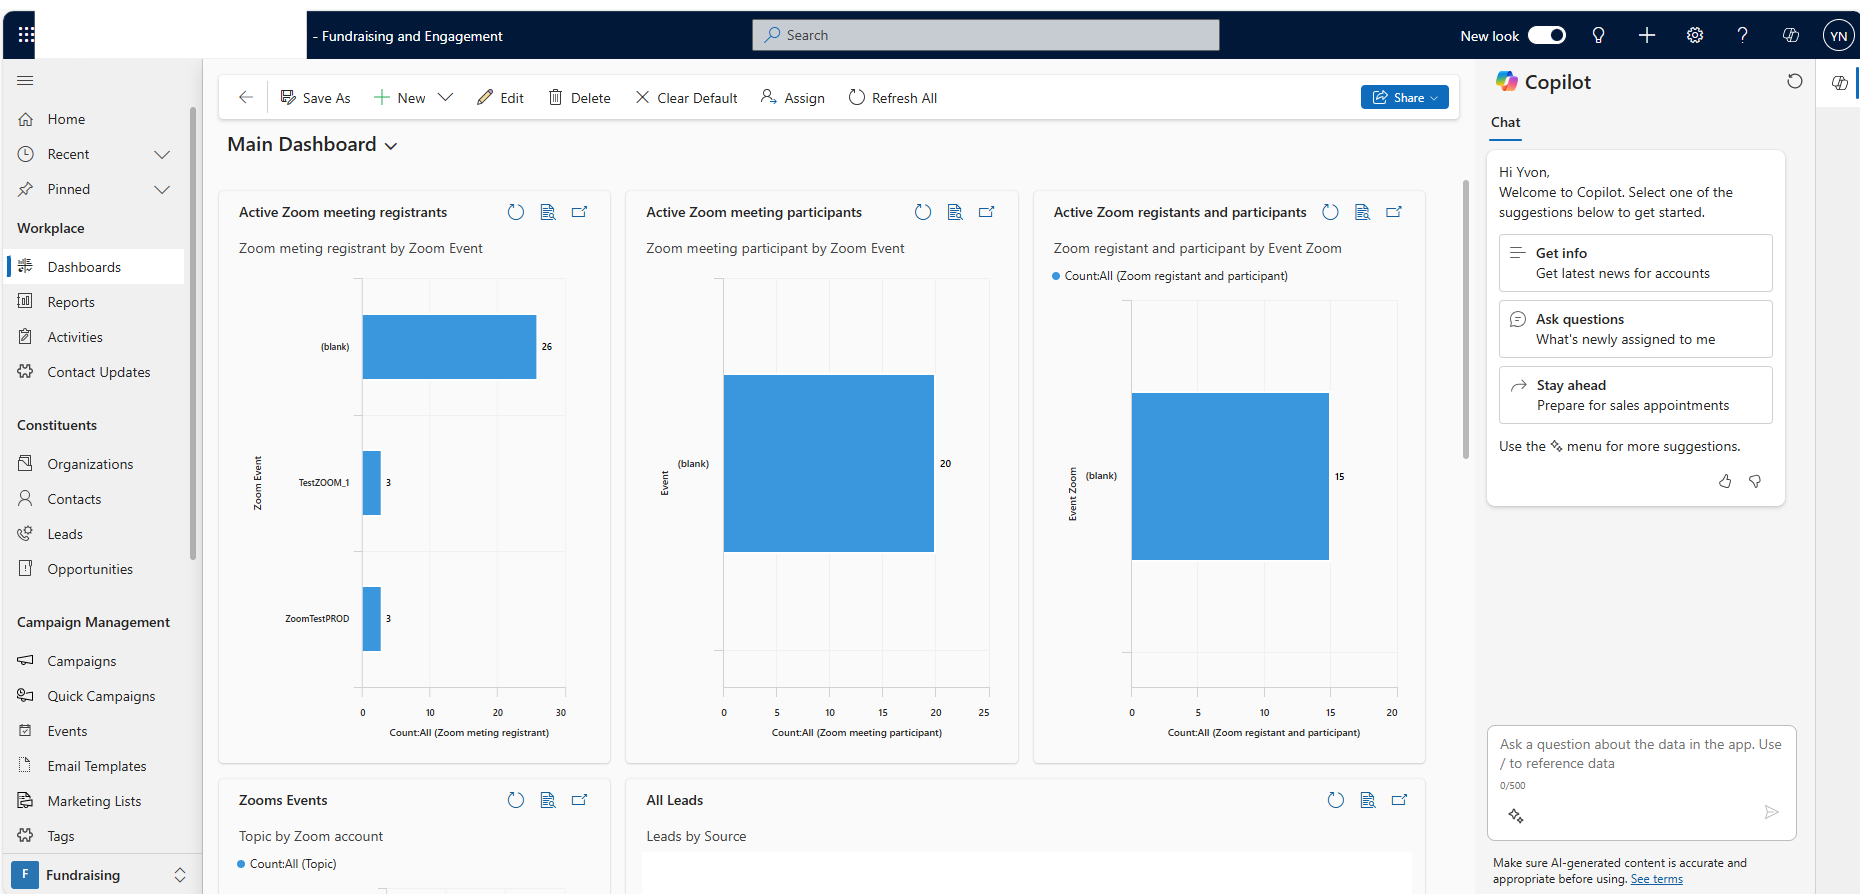 - Fundraising and Engagement
Search
New look
YN
Home
Recent
Pinned
Workplace
Dashboards
Reports
Activities
Contact Updates
Constituents
Organizations
Contacts
Leads
Opportunities
Campaign Management
Campaigns
Quick Campaigns
Events
Email Templates
Marketing Lists
Tags
F Fundraising
Save As
New
Edit
Delete
Clear Default
Assign
Refresh All
Share
Main Dashboard
Active Zoom meeting registrants
Zoom meting registrant by Zoom Event
Zoom Event
(blank)
26
TestZOOM_1
3
ZoomTestPROD
3
0 10 20 30
Count:All (Zoom meting registrant)
Active Zoom meeting participants
Zoom meeting participant by Zoom Event
Event
(blank)
20
0 5 10 15 20 25
Count:All (Zoom meeting participant)
Active Zoom registants and participants
Zoom registant and participant by Event Zoom
Count:All (Zoom registant and participant)
Event Zoom
(blank)
15
0 5 10 15 20
Count:All (Zoom registant and participant)
Zooms Events
Topic by Zoom account
Count:All (Topic)
All Leads
Leads by Source
Copilot
Chat
Hi Yvon,
Welcome to Copilot. Select one of the
suggestions below to get started.
Get info
Get latest news for accounts
Ask questions
What's newly assigned to me
Stay ahead
Prepare for sales appointments
Use the menu for more suggestions.
Ask a question about the data in the app. Use
/ to reference data
0/500
Make sure AI-generated content is accurate and
appropriate before using. See terms